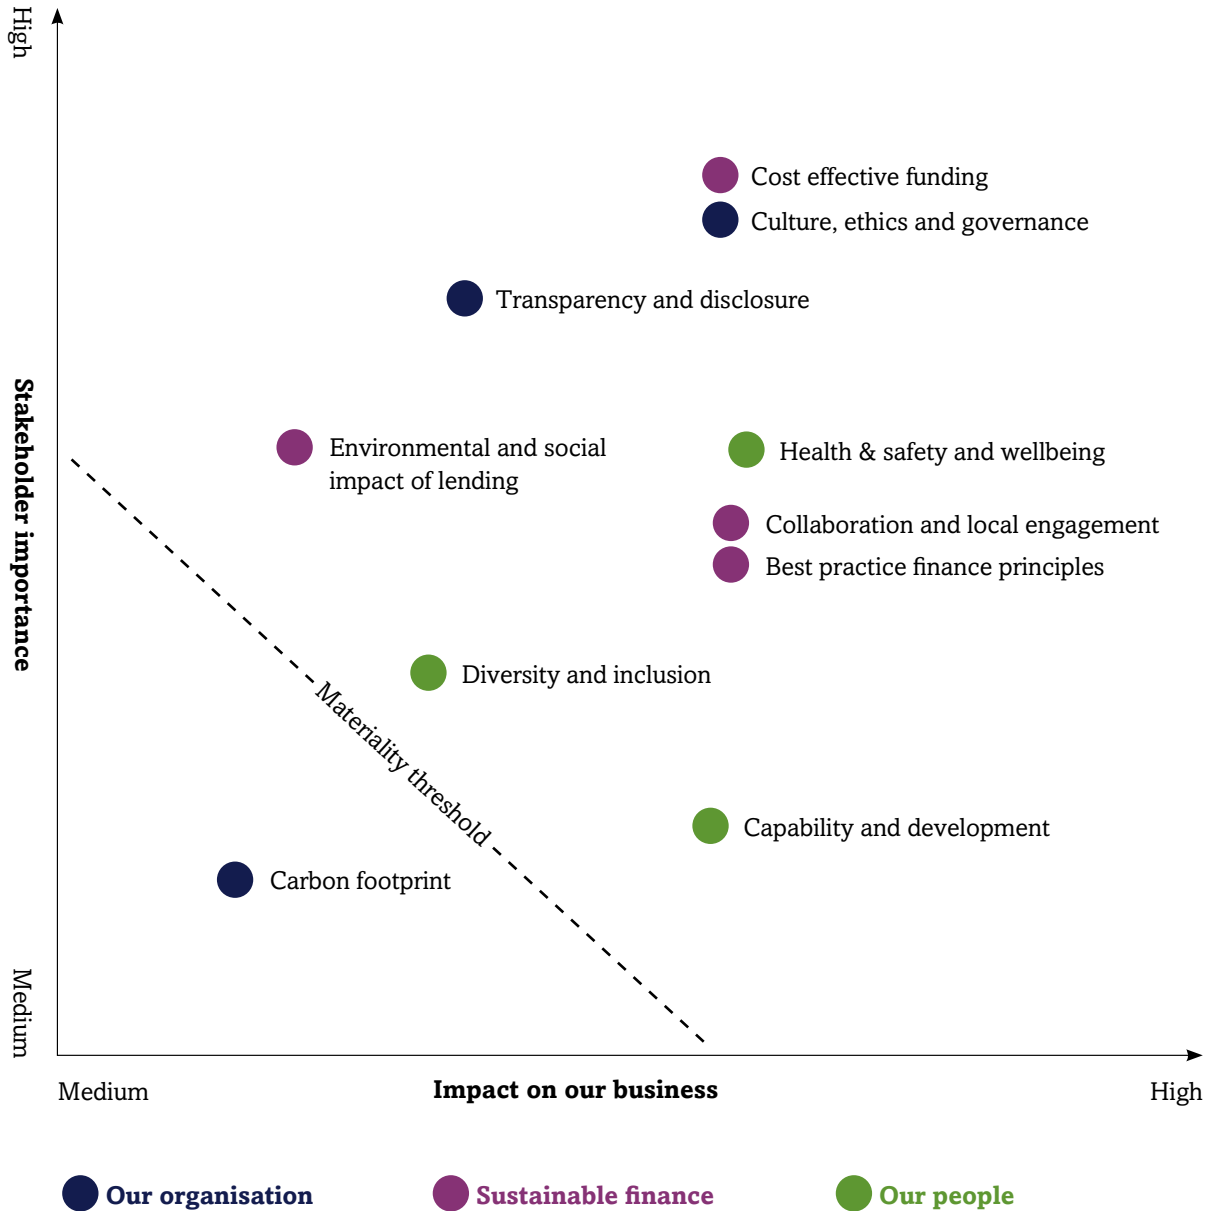 High
Cost effective funding
Culture, ethics and governance
Transparency and disclosure
Stakeholder importance
Environmental and social
impact of lending
Health & safety and wellbeing
Collaboration and local engagement
Best practice finance principles
Diversity and inclusion
Materiality threshold
Capability and development
Carbon footprint
Medium
Medium
Impact on our business
High
Our organisation
Sustainable finance
Our people